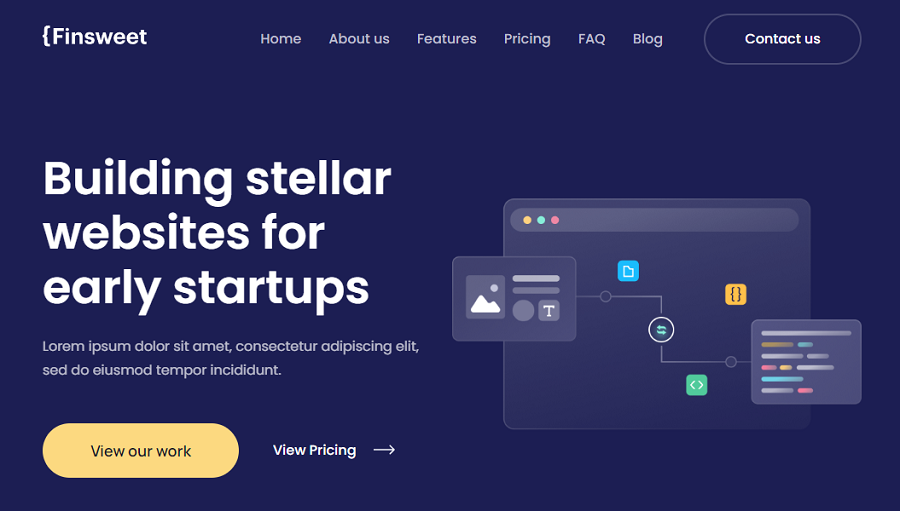 {Finsweet
Home
About us
Features
Pricing
FAQ
Blog
Contact us
Building stellar
websites for
early startups
Lorem ipsum dolor sit amet, consectetur adipiscing elit,
sed do eiusmod tempor incididunt.
View our work
View Pricing
T
{}
<>